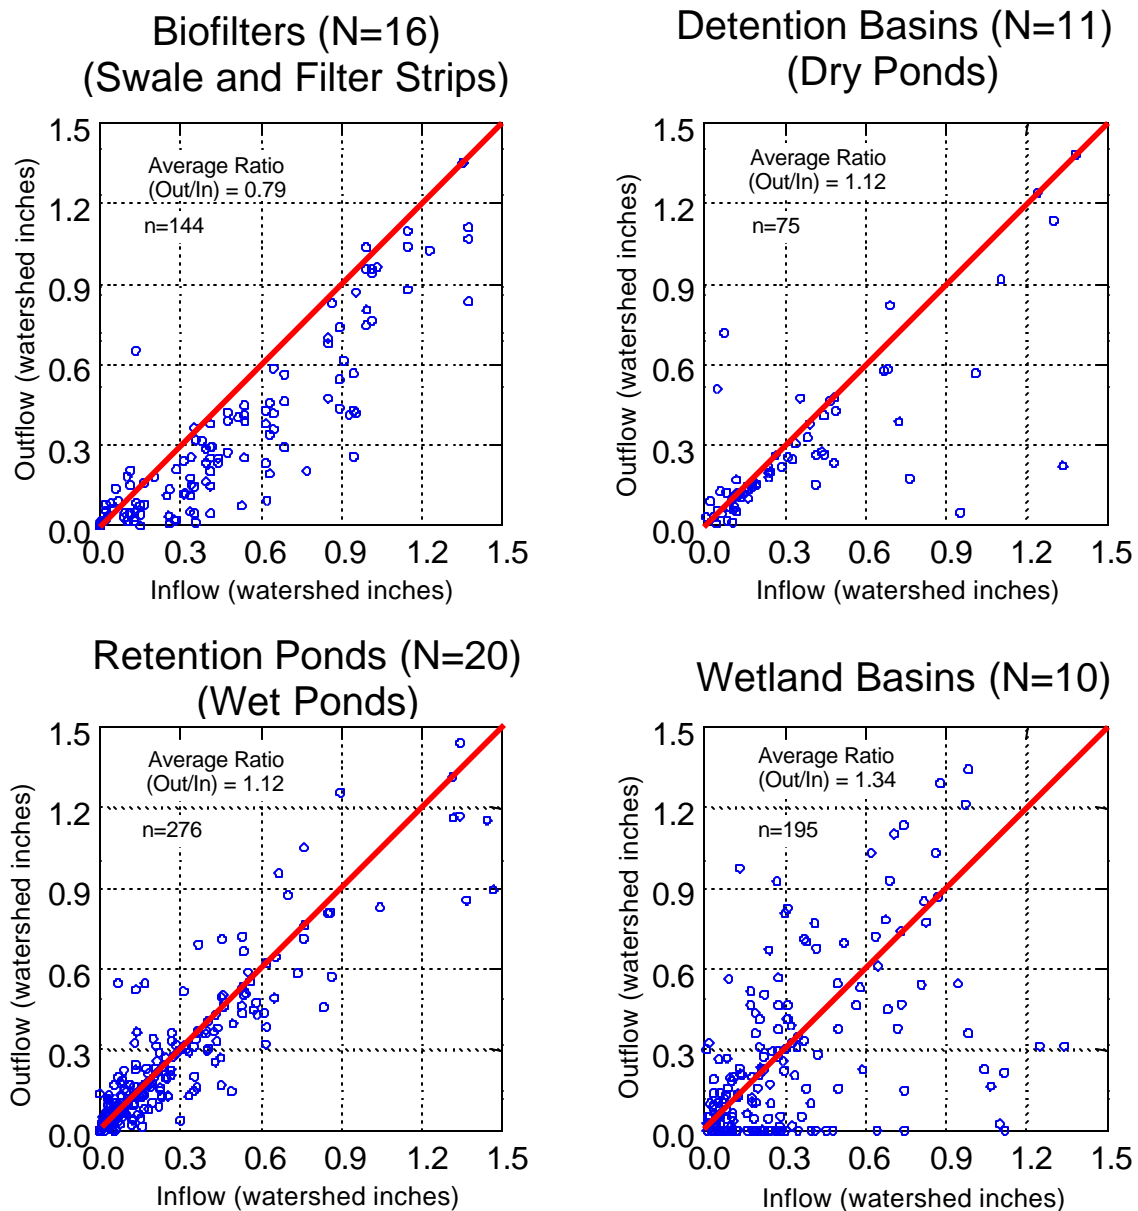 Biofilters (N=16)
(Swale and Filter Strips)
Outflow (watershed inches)
1.5
1.2
0.9
0.6
0.3
0.0
Average Ratio
(Out/In) = 0.79
n=144
0.0 0.3 0.6 0.9 1.2 1.5
Inflow (watershed inches)
Detention Basins (N=11)
(Dry Ponds)
Outflow (watershed inches)
1.5
1.2
0.9
0.6
0.3
0.0
Average Ratio
(Out/In) = 1.12
n=75
0.0 0.3 0.6 0.9 1.2 1.5
Inflow (watershed inches)
Retention Ponds (N=20)
(Wet Ponds)
Outflow (watershed inches)
1.5
1.2
0.9
0.6
0.3
0.0
Average Ratio
(Out/In) = 1.12
n=276
0.0 0.3 0.6 0.9 1.2 1.5
Inflow (watershed inches)
Wetland Basins (N=10)
Outflow (watershed inches)
1.5
1.2
0.9
0.6
0.3
0.0
Average Ratio
(Out/In) = 1.34
n=195
0.0 0.3 0.6 0.9 1.2 1.5
Inflow (watershed inches)